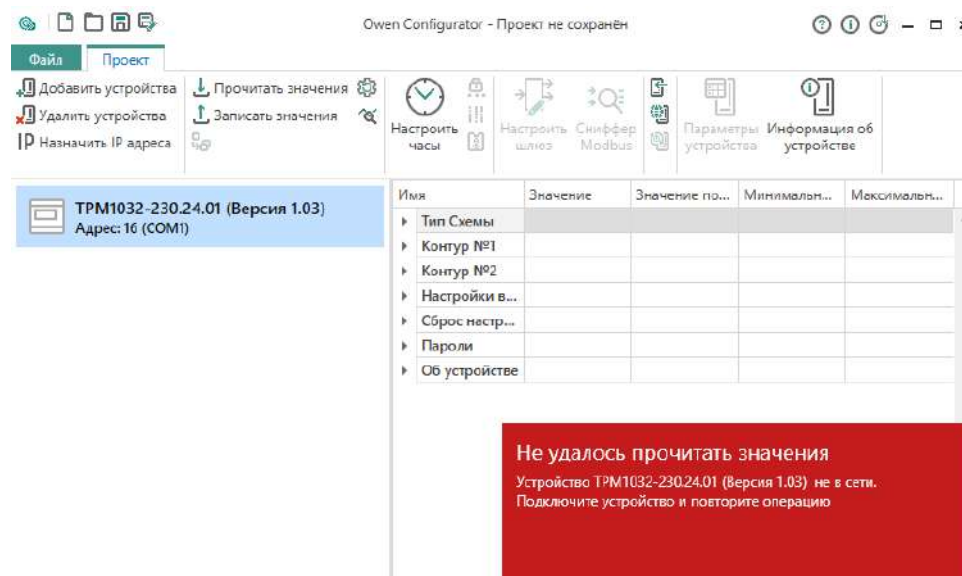 Owen Configurator - Проект не сохранён
Файл
Проект
Добавить устройства
Удалить устройства
IP Назначить IP адреса
Прочитать значения
Записать значения
Настроить часы
Настроить шлюз
Сниффер Modbus
Параметры устройства
Информация об устройстве
ТРМ1032-230.24.01 (Версия 1.03)
Адрес: 16 (COM1)
Имя
Значение
Значение по...
Минимальн...
Максимальн...
Тип Схемы
Контур №1
Контур №2
Настройки в...
Сброс настр...
Пароли
Об устройстве
Не удалось прочитать значения
Устройство ТРМ1032-230.24.01 (Версия 1.03) не в сети.
Подключите устройство и повторите операцию